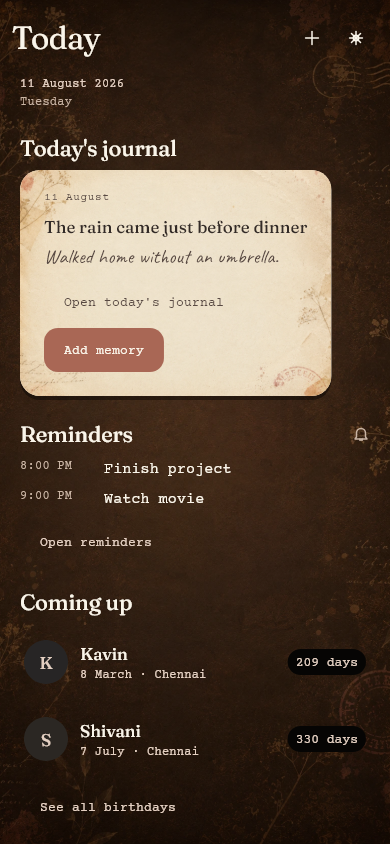 Today
11 August 2026
Tuesday
Today's journal
11 August
The rain came just before dinner
Walked home without an umbrella.
Open today's journal
Add memory
Reminders
8:00 PM Finish project
9:00 PM Watch movie
Open reminders
Coming up
K
Kavin
8 March · Chennai
209 days
S
Shivani
7 July · Chennai
330 days
See all birthdays